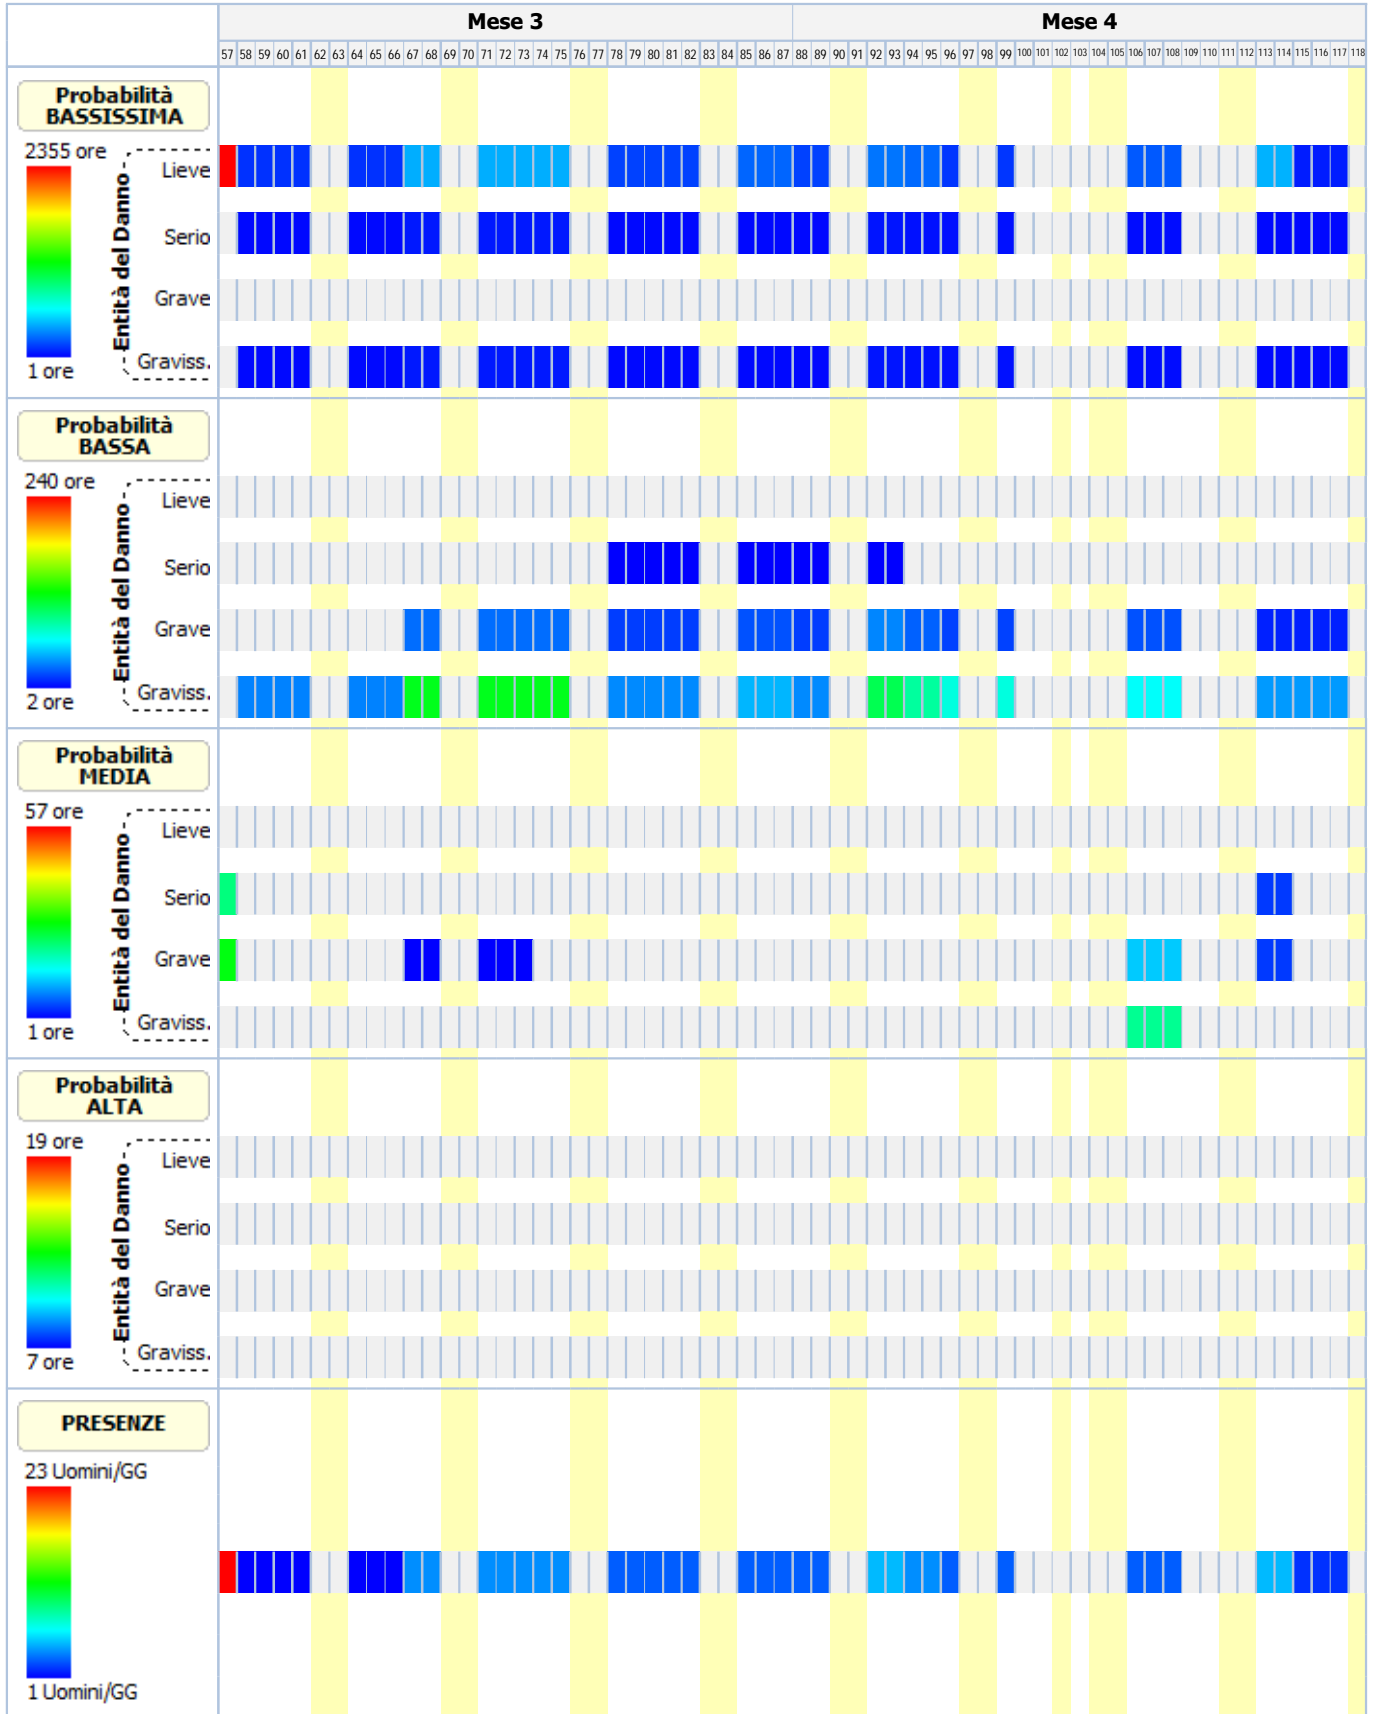 Mese 3 Mese 4
57 58 59 60 61 62 63 64 65 66 67 68 69 70 71 72 73 74 75 76 77 78 79 80 81 82 83 84 85 86 87 88 89 90 91 92 93 94 95 96 97 98 99 100 101 102 103 104 105 106 107 108 109 110 111 112 113 114 115 116 117 118
Probabilità
BASSISSIMA
2355 ore
Entità del Danno
Lieve
Serio
Grave
Graviss.
1 ore
Probabilità
BASSA
240 ore
Entità del Danno
Lieve
Serio
Grave
Graviss.
2 ore
Probabilità
MEDIA
57 ore
Entità del Danno
Lieve
Serio
Grave
Graviss.
1 ore
Probabilità
ALTA
19 ore
Entità del Danno
Lieve
Serio
Grave
Graviss.
7 ore
PRESENZE
23 Uomini/GG
1 Uomini/GG